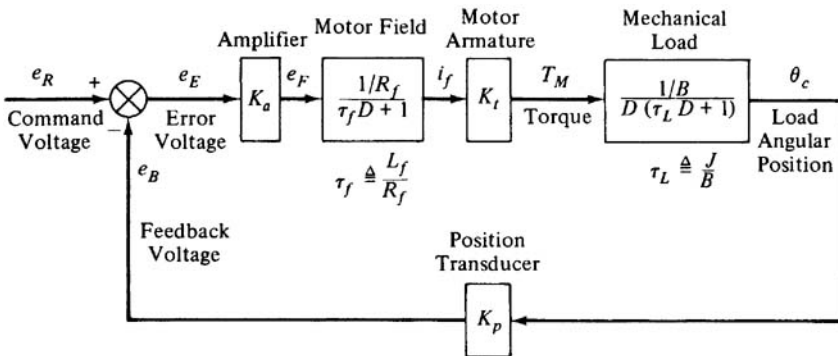 Amplifier
Motor Field
Motor
Armature
Mechanical
Load
e_R
+
−
e_E
K_a
e_F
1/R_f
τ_f D + 1
i_f
K_t
T_M
1/B
D (τ_L D + 1)
θ_c
Command
Voltage
Error
Voltage
Torque
Load
Angular
Position
τ_f ≜ L_f/R_f
τ_L ≜ J/B
e_B
Feedback
Voltage
Position
Transducer
K_p